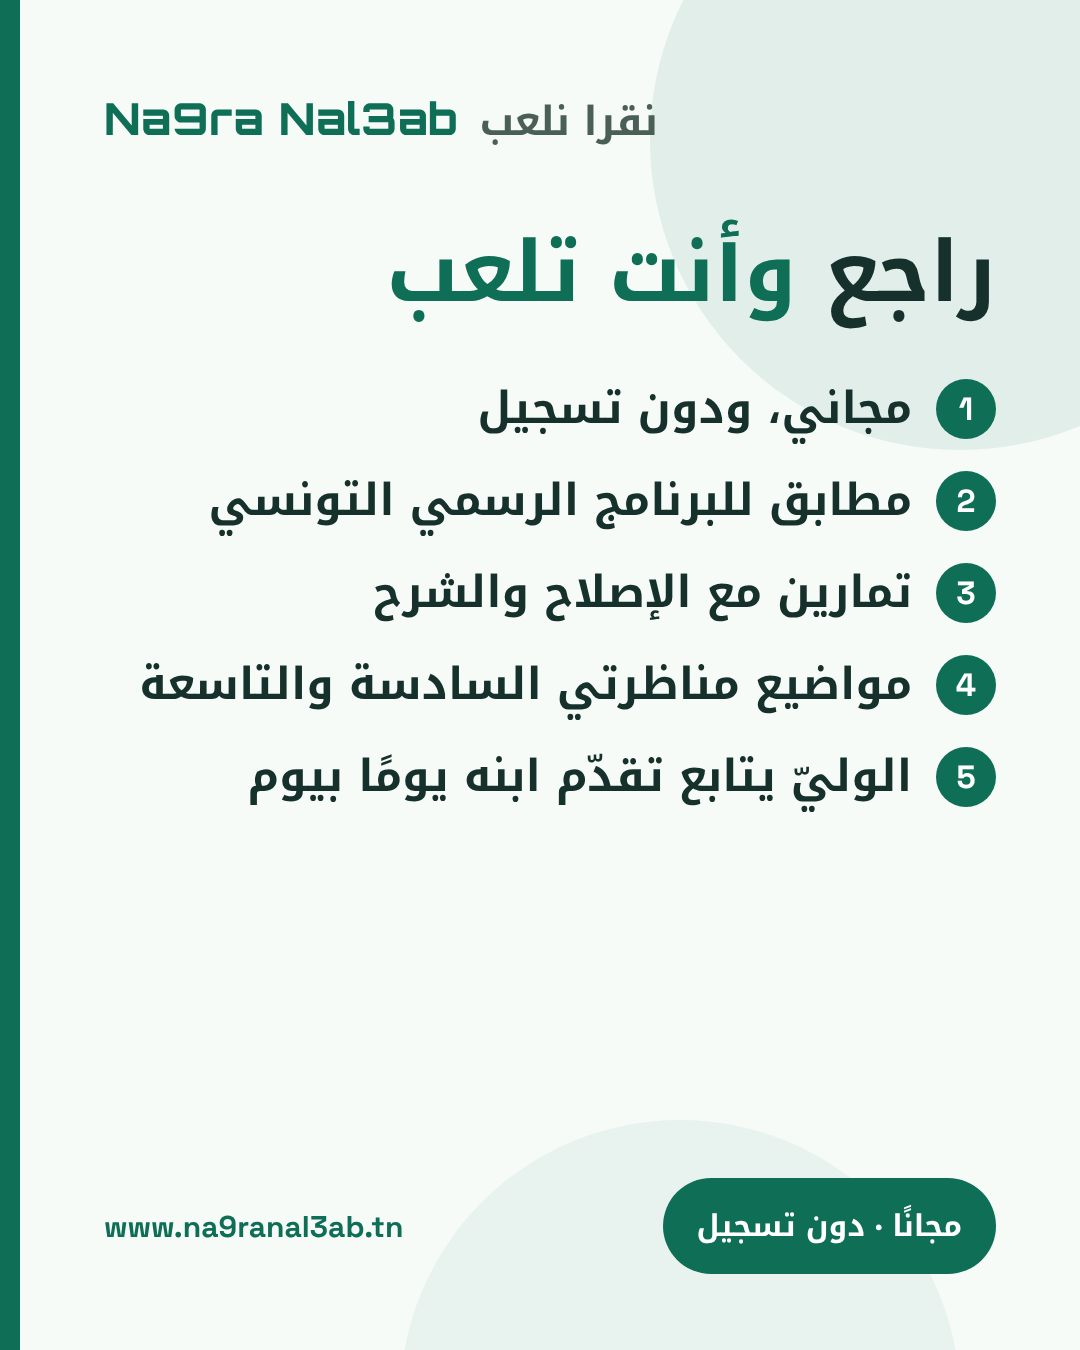 Na9ra Nal3ab نقرا نلعب
راجع وأنت تلعب
1 مجاني، ودون تسجيل
2 مطابق للبرنامج الرسمي التونسي
3 تمارين مع الإصلاح والشرح
4 مواضيع مناظرتي السادسة والتاسعة
5 الوليّ يتابع تقدّم ابنه يومًا بيوم
مجانًا · دون تسجيل
www.na9ranal3ab.tn